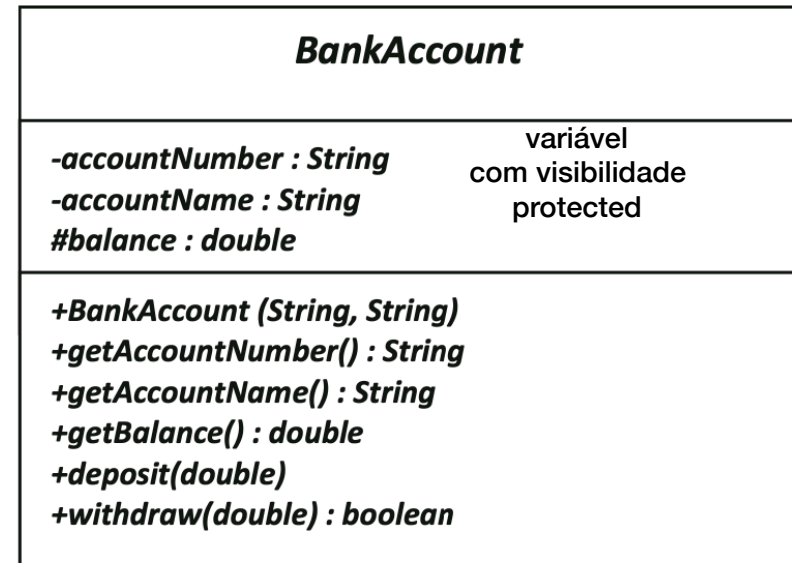 BankAccount
-accountNumber : String
-accountName : String
#balance : double
variável
com visibilidade
protected
+BankAccount (String, String)
+getAccountNumber() : String
+getAccountName() : String
+getBalance() : double
+deposit(double)
+withdraw(double) : boolean